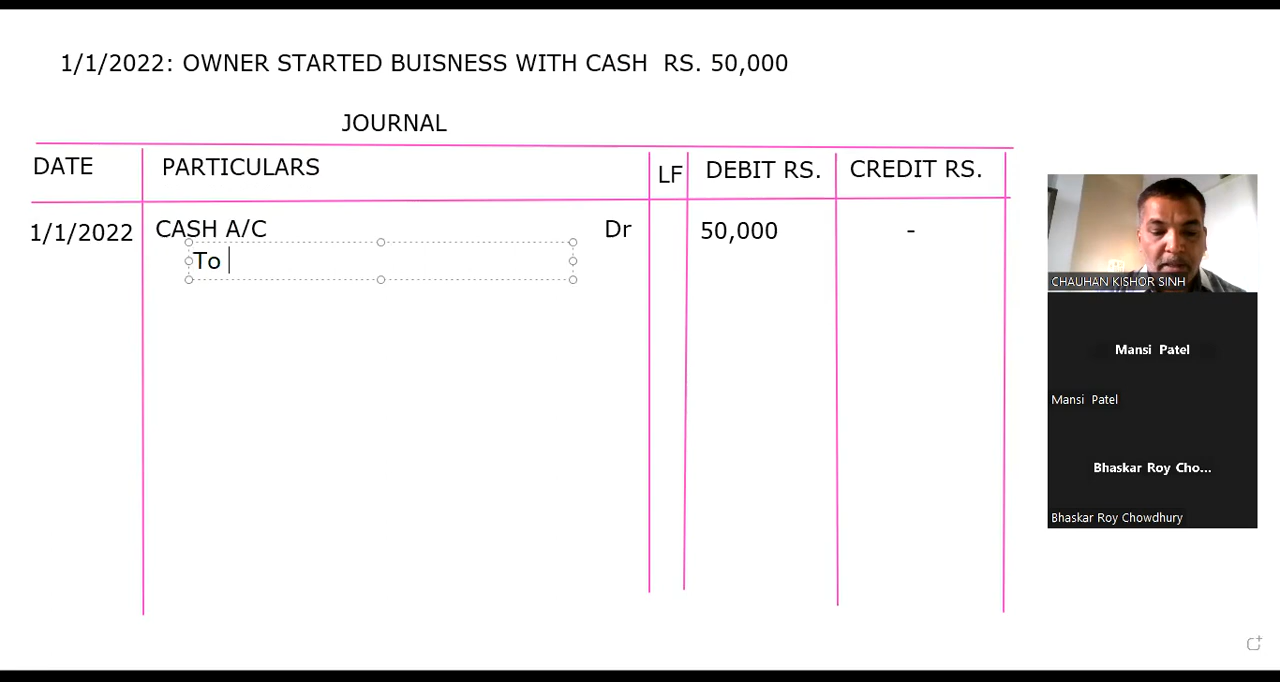 1/1/2022: OWNER STARTED BUISNESS WITH CASH RS. 50,000
JOURNAL
DATE PARTICULARS LF DEBIT RS. CREDIT RS.
1/1/2022 CASH A/C Dr 50,000 -
To
CHAUHAN KISHOR SINH
Mansi Patel
Mansi Patel
Bhaskar Roy Cho...
Bhaskar Roy Chowdhury